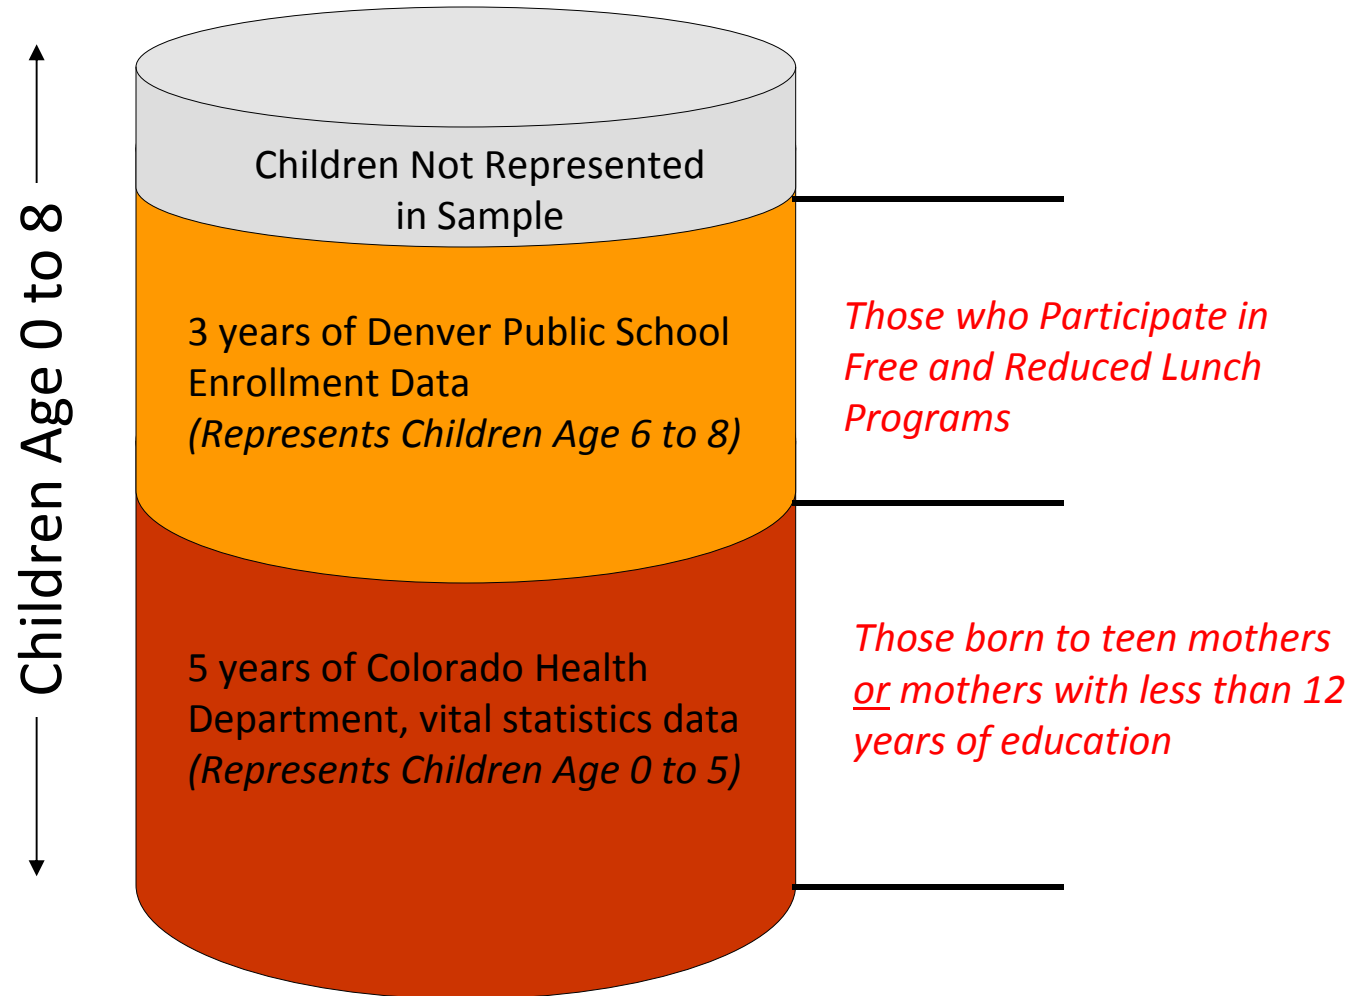 Children Age 0 to 8
Children Not Represented
in Sample
3 years of Denver Public School
Enrollment Data
(Represents Children Age 6 to 8)
Those who Participate in
Free and Reduced Lunch
Programs
5 years of Colorado Health
Department, vital statistics data
(Represents Children Age 0 to 5)
Those born to teen mothers
or mothers with less than 12
years of education